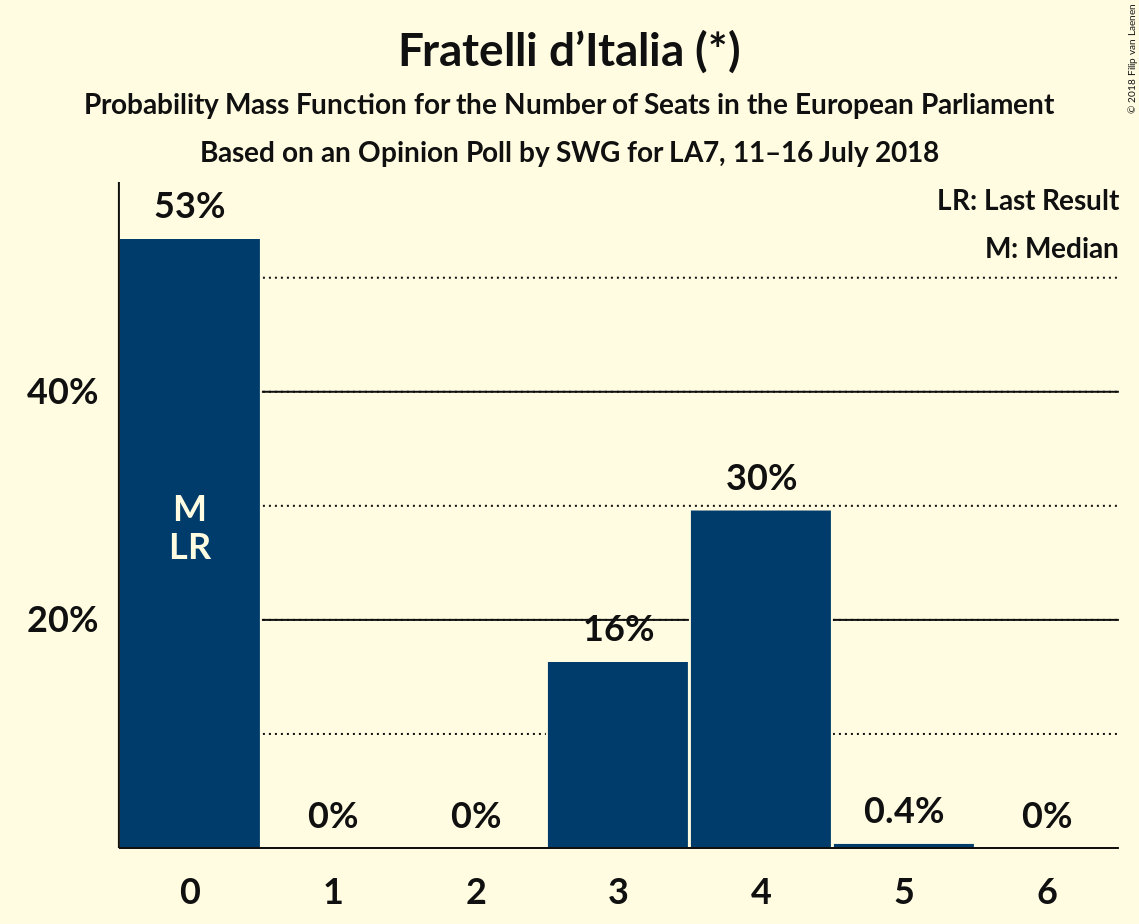 Fratelli d’Italia (*)
Probability Mass Function for the Number of Seats in the European Parliament
Based on an Opinion Poll by SWG for LA7, 11–16 July 2018
© 2018 Filip van Laenen
LR: Last Result
M: Median
53%
40%
30%
20%
16%
M
LR
0%
0%
0.4%
0%
0
1
2
3
4
5
6